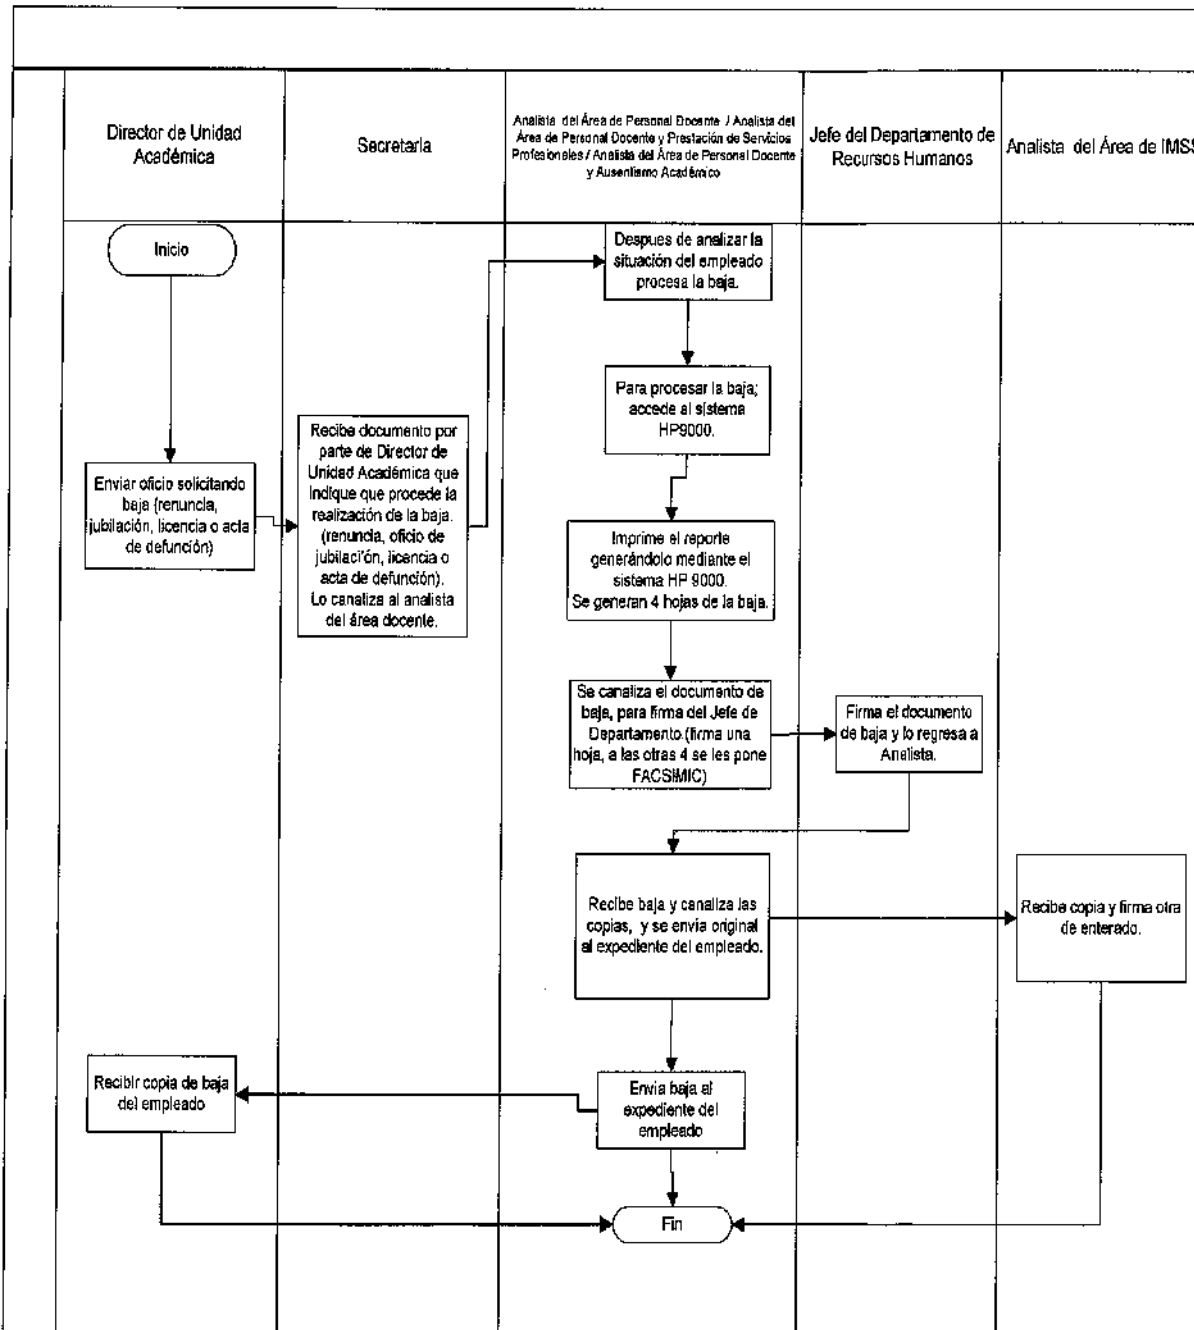 Director de Unidad
Académica
Secretaria
Analista del Área de Personal Docente / Analista del
Área de Personal Docente y Prestación de Servicios
Profesionales / Analista del Área de Personal Docente
y Ausentismo Académico
Jefe del Departamento de
Recursos Humanos
Analista del Área de IMSS
Inicio
Despues de analizar la
situación del empleado
procesa la baja.
Para procesar la baja;
accede al sistema
HP9000.
Enviar oficio solicitando
baja (renuncia,
jubilación, licencia o acta
de defunción)
Recibe documento por
parte de Director de
Unidad Académica que
indique que procede la
realización de la baja.
(renuncia, oficio de
jubilación, licencia o
acta de defunción).
Lo canaliza al analista
del área docente.
Imprime el reporte
generándolo mediante el
sistema HP 9000.
Se generan 4 hojas de la baja.
Se canaliza el documento de
baja, para firma del Jefe de
Departamento.(firma una
hoja, a las otras 4 se les pone
FACSIMIC)
Firma el documento
de baja y lo regresa a
Analista.
Recibe baja y canaliza las
copias, y se envía original
al expediente del empleado.
Recibe copia y firma otra
de enterado.
Recibir copia de baja
del empleado
Envia baja al
expediente del
empleado
Fin